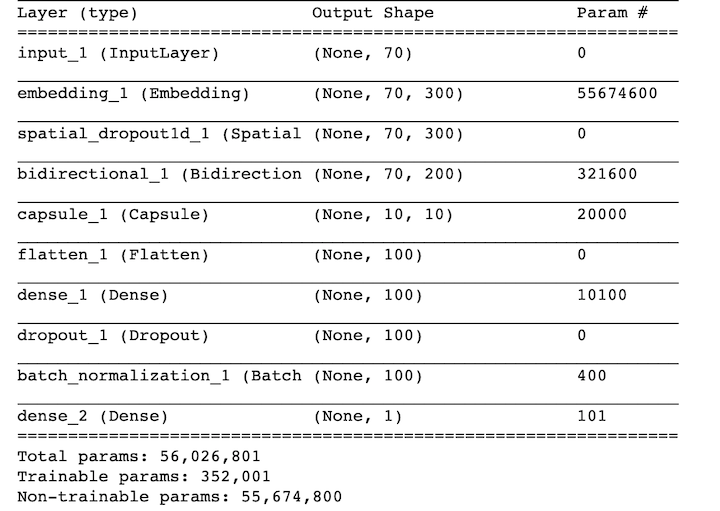 Layer (type) Output Shape Param #
=================================================================
input_1 (InputLayer) (None, 70) 0
embedding_1 (Embedding) (None, 70, 300) 55674600
spatial_dropout1d_1 (Spatial (None, 70, 300) 0
bidirectional_1 (Bidirection (None, 70, 200) 321600
capsule_1 (Capsule) (None, 10, 10) 20000
flatten_1 (Flatten) (None, 100) 0
dense_1 (Dense) (None, 100) 10100
dropout_1 (Dropout) (None, 100) 0
batch_normalization_1 (Batch (None, 100) 400
dense_2 (Dense) (None, 1) 101
=================================================================
Total params: 56,026,801
Trainable params: 352,001
Non-trainable params: 55,674,800